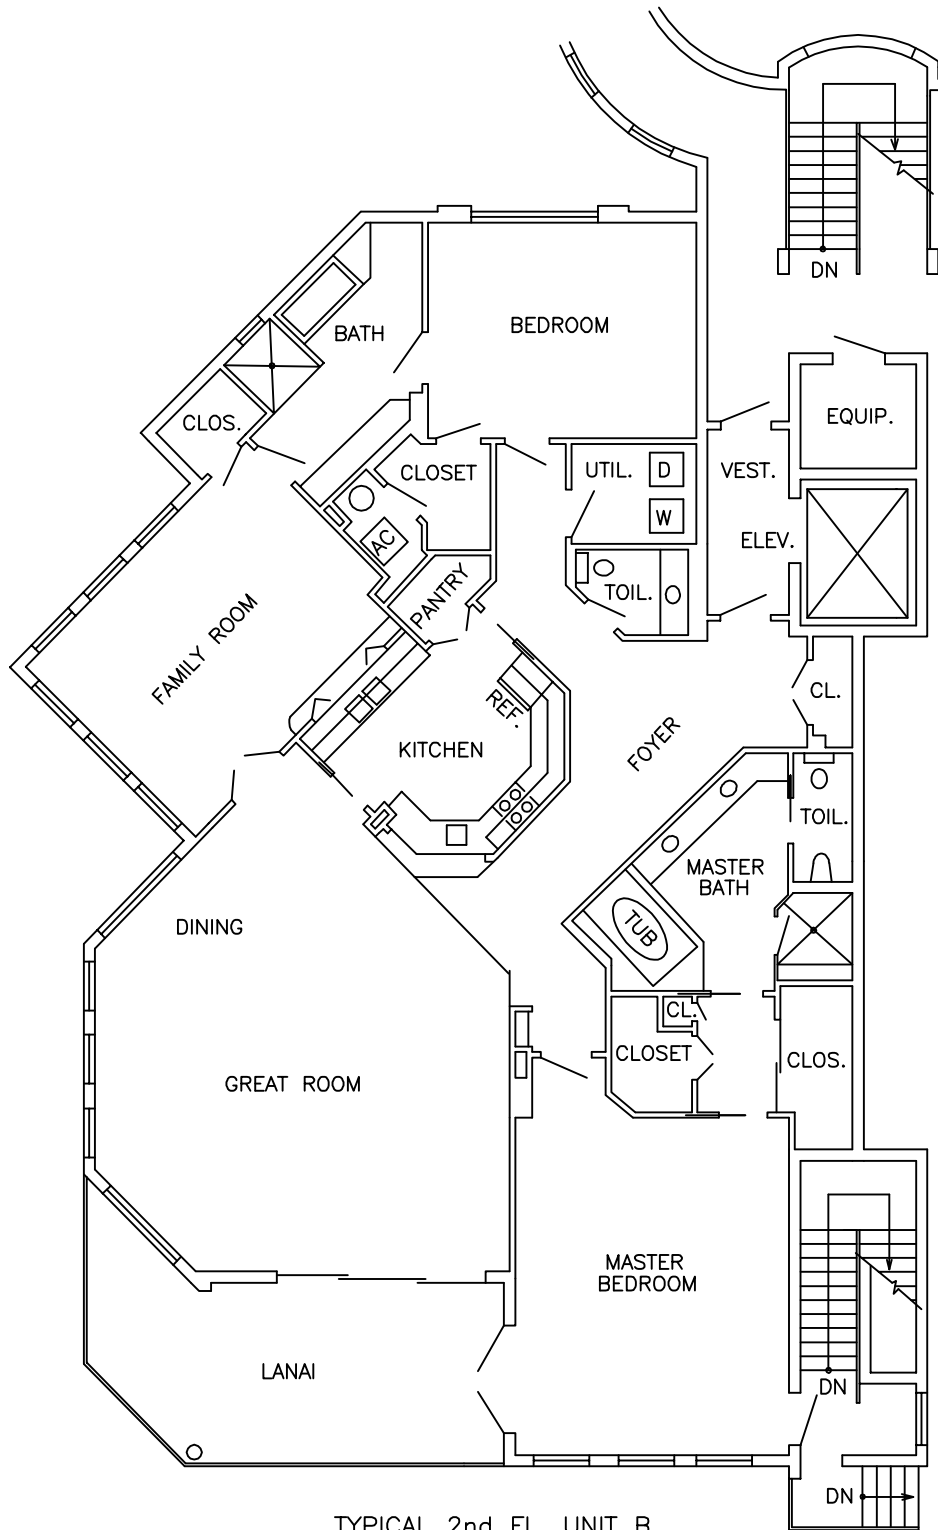 DN
BATH
BEDROOM
CLOS.
EQUIP.
CLOSET
UTIL.
D
VEST.
W
AC
ELEV.
PANTRY
TOIL.
FAMILY ROOM
CL.
REF.
KITCHEN
FOYER
TOIL.
MASTER
BATH
DINING
TUB
CL.
CLOSET
CLOS.
GREAT ROOM
MASTER
BEDROOM
LANAI
DN
DN
TYPICAL 2nd FL. UNIT B